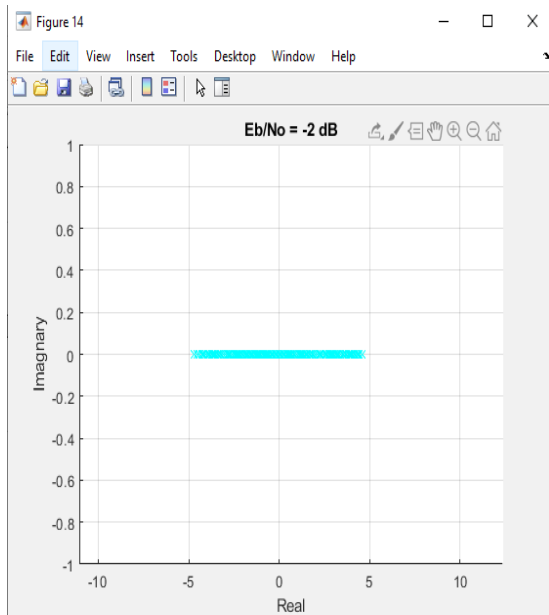 Figure 14
File Edit View Insert Tools Desktop Window Help
Eb/No = -2 dB
1
0.8
0.6
0.4
0.2
0
-0.2
-0.4
-0.6
-0.8
-1
Imagnary
-10 -5 0 5 10
Real